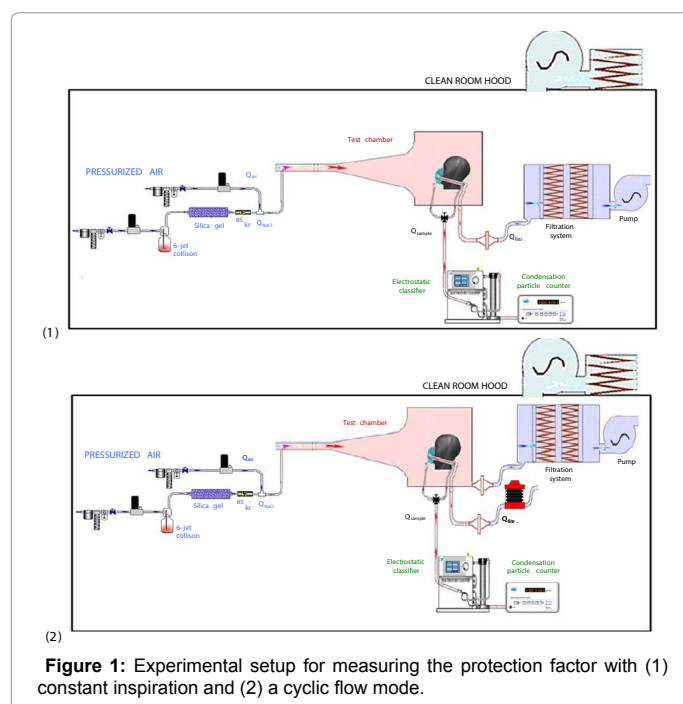 CLEAN ROOM HOOD
Test chamber
PRESSURIZED AIR
Qair
Pump
Filtration
system
Silica gel
85
kr
QNaCl
Qsample
Qfiltr.
6-jet
collison
Electrostatic
classifier
Condensation
particle counter
(1)
CLEAN ROOM HOOD
Test chamber
PRESSURIZED AIR
Pump
Filtration
system
Silica gel
85
kr
QNaCl
Qsample
Qfiltr.
6-jet
collison
Electrostatic
classifier
Condensation
particle counter
(2)
Figure 1: Experimental setup for measuring the protection factor with (1)
constant inspiration and (2) a cyclic flow mode.